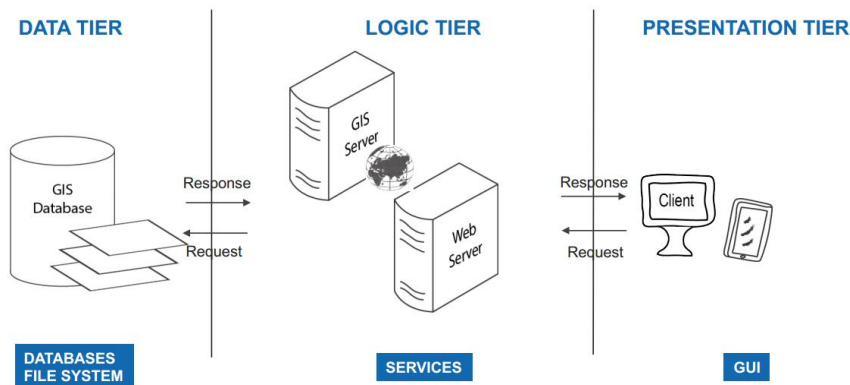 DATA TIER
LOGIC TIER
PRESENTATION TIER
GIS
Database
Response
Request
GIS
Server
Web
Server
Response
Request
Client
DATABASES
FILE SYSTEM
SERVICES
GUI